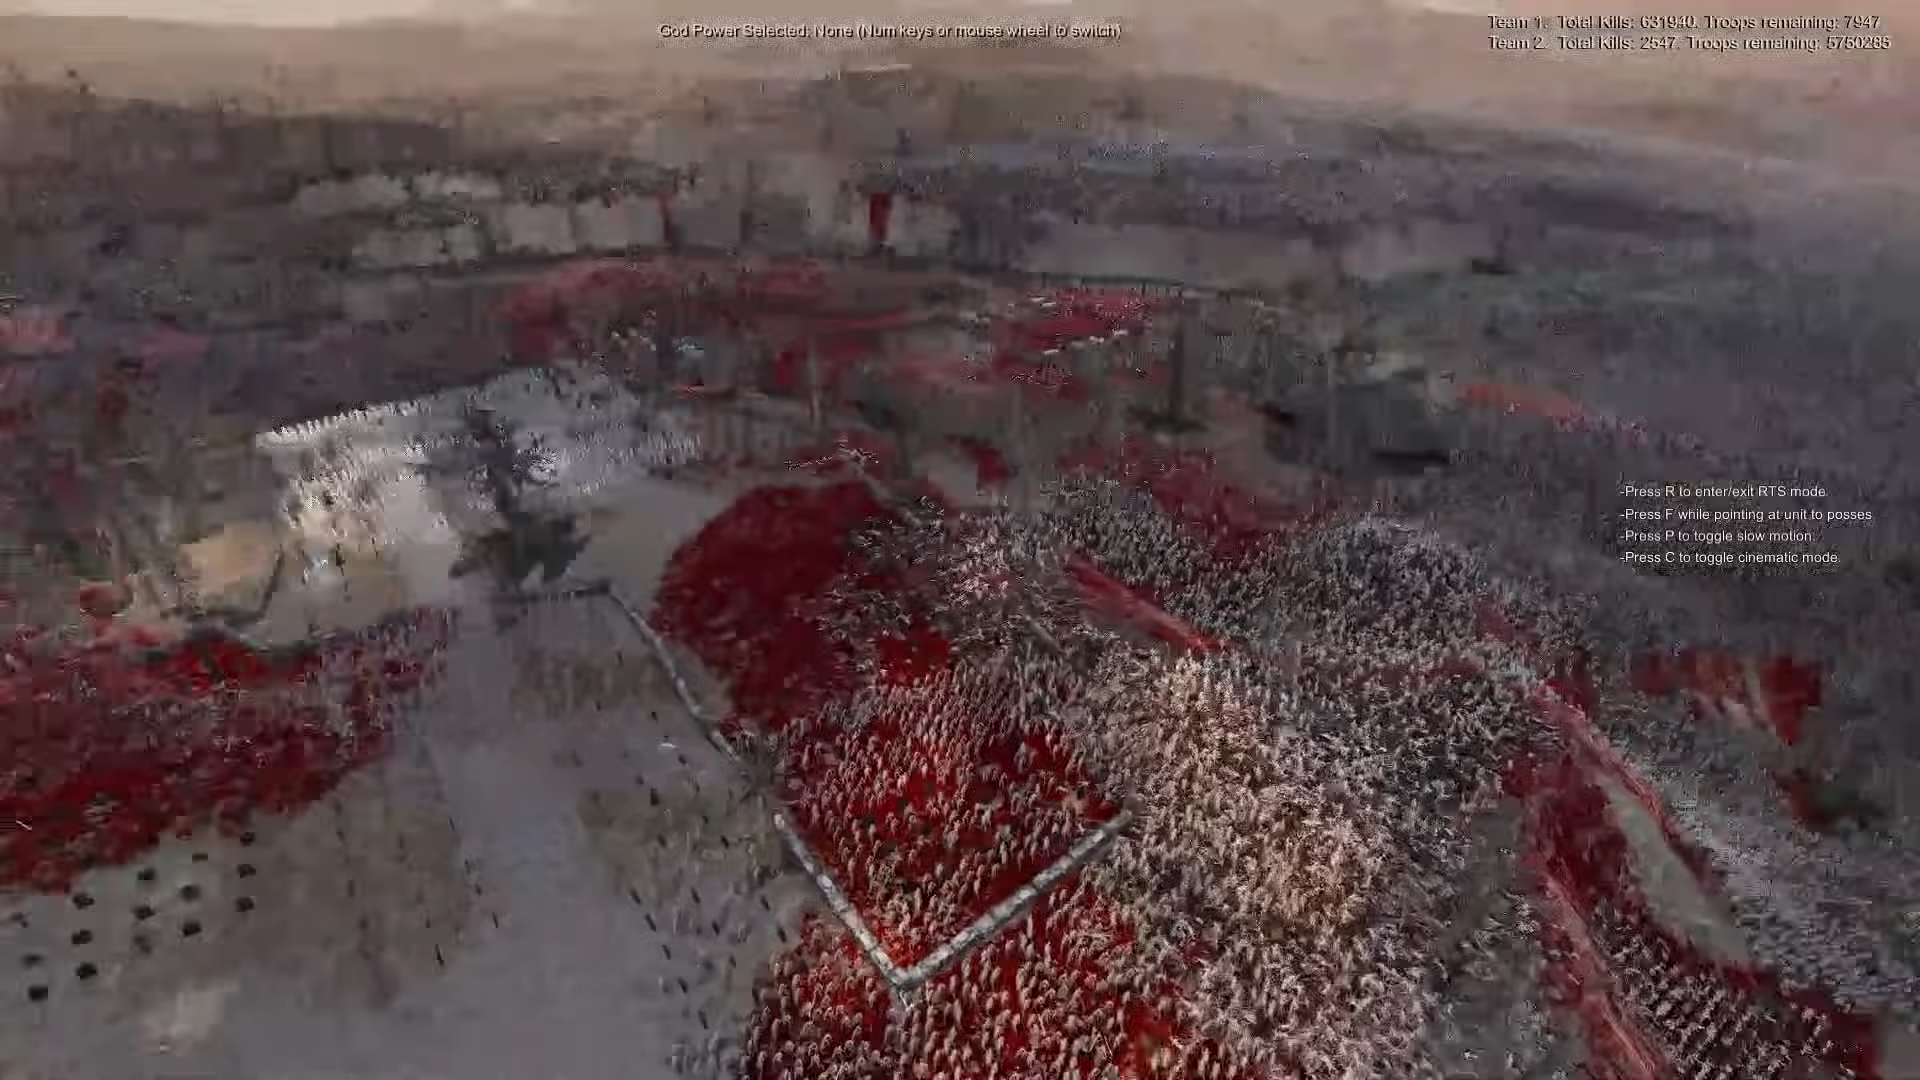 God Power Selected: None (Num keys or mouse wheel to switch)
Team 1. Total Kills: 631940. Troops remaining: 7947
Team 2. Total Kills: 2547. Troops remaining: 5750285
-Press R to enter/exit RTS mode
-Press F while pointing at unit to posses
-Press P to toggle slow motion.
-Press C to toggle cinematic mode.